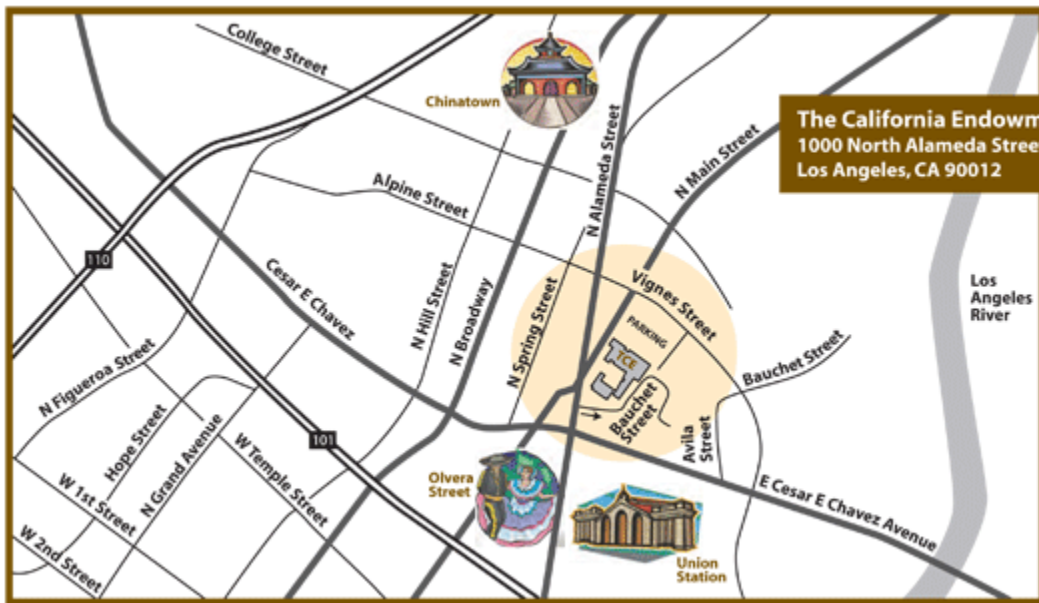 College Street
Chinatown
N Alameda Street
N Main Street
The California Endowm
1000 North Alameda Stree
Los Angeles, CA 90012
Alpine Street
110
Cesar E Chavez
N Hill Street
N Broadway
N Spring Street
Vignes Street
PARKING
TCE
Los
Angeles
River
Bauchet Street
Bauchet
Street
Avila
Street
N Figueroa Street
Hope Street
N Grand Avenue
W Temple Street
101
W 1st Street
W 2nd Street
Olvera
Street
E Cesar E Chavez Avenue
Union
Station